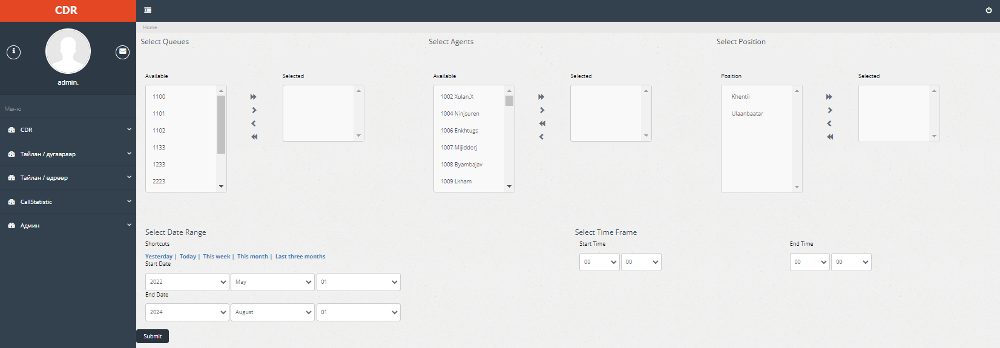 CDR
admin.
Меню
CDR
Тайлан / дугаараар
Тайлан / өдрөөр
CallStatistic
Админ
Home
Select Queues
Available
Selected
1100
1101
1102
1133
1233
2223
Select Agents
Available
Selected
1002 Xulan.X
1004 Ninjsuren
1006 Enkhtugs
1007 Mijiddorj
1008 Byambajav
1009 Lkham
Select Position
Position
Selected
Khentii
Ulaanbaatar
Select Date Range
Shortcuts
Yesterday | Today | This week | This month | Last three months
Start Date
2022 May 01
End Date
2024 August 01
Select Time Frame
Start Time
00 00
End Time
00 00
Submit